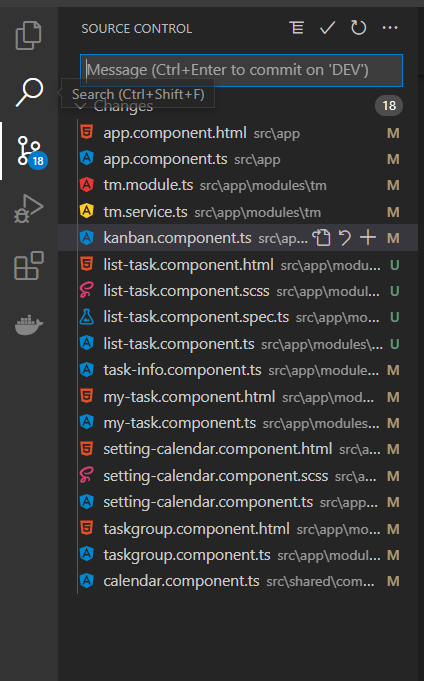 SOURCE CONTROL
Message (Ctrl+Enter to commit on 'DEV')
Search (Ctrl+Shift+F)
Changes 18
app.component.html src\app M
18
app.component.ts src\app M
tm.module.ts src\app\modules\tm M
tm.service.ts src\app\modules\tm M
kanban.component.ts src\ap... M
list-task.component.html src\app\modu... U
list-task.component.scss src\app\modul... U
list-task.component.spec.ts src\app\mo... U
list-task.component.ts src\app\modules\... U
task-info.component.ts src\app\module... M
my-task.component.html src\app\mod... M
my-task.component.ts src\app\modules... M
setting-calendar.component.html src\a... M
setting-calendar.component.scss src\a... M
setting-calendar.component.ts src\app... M
taskgroup.component.html src\app\mo... M
taskgroup.component.ts src\app\modul... M
calendar.component.ts src\shared\com... M